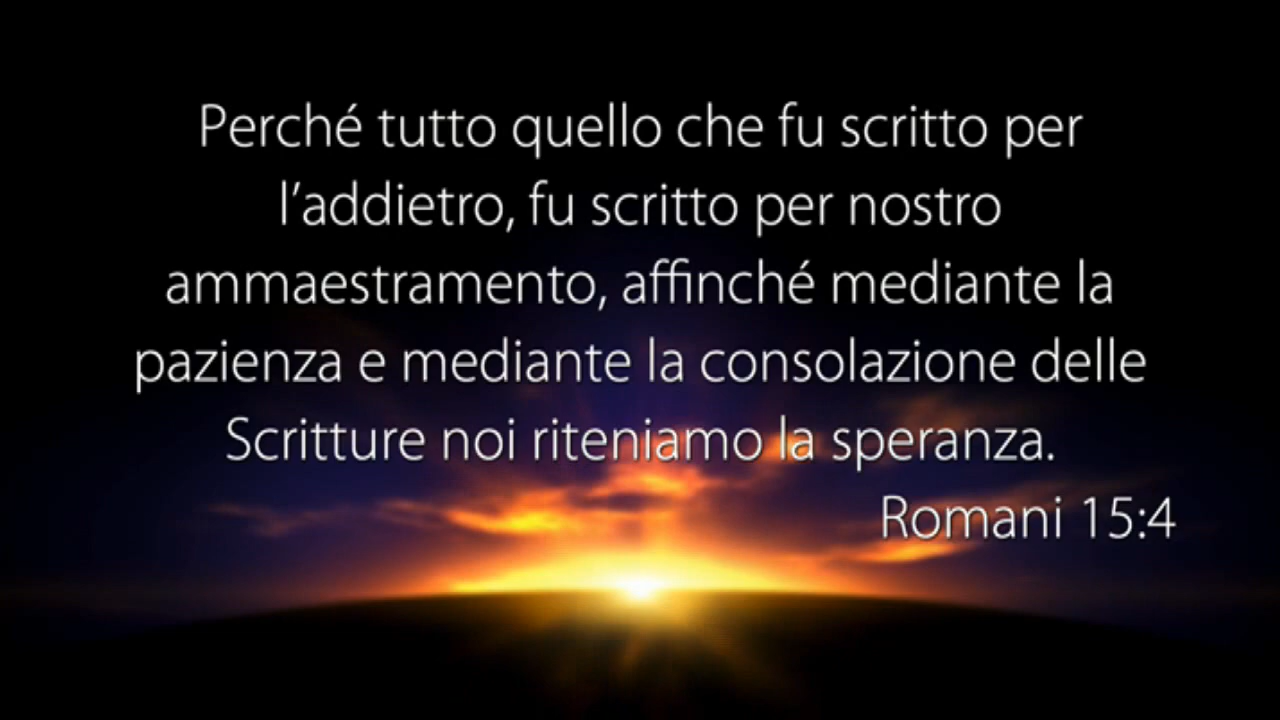 Perché tutto quello che fu scritto per
l’addietro, fu scritto per nostro
ammaestramento, affinché mediante la
pazienza e mediante la consolazione delle
Scritture noi riteniamo la speranza.
Romani 15:4